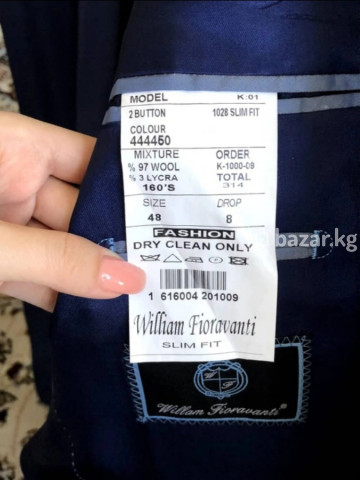 MODEL K:01
2 BUTTON 1028 SLIM FIT
COLOUR
444450
MIXTURE ORDER
% 97 WOOL K-1000-09
% 3 LYCRA TOTAL
160'S 314
SIZE DROP
48 8
FASHION
DRY CLEAN ONLY
bazar.kg
1 616004 201009
William Fioravanti
SLIM FIT
W F
Willam Fioravanti®